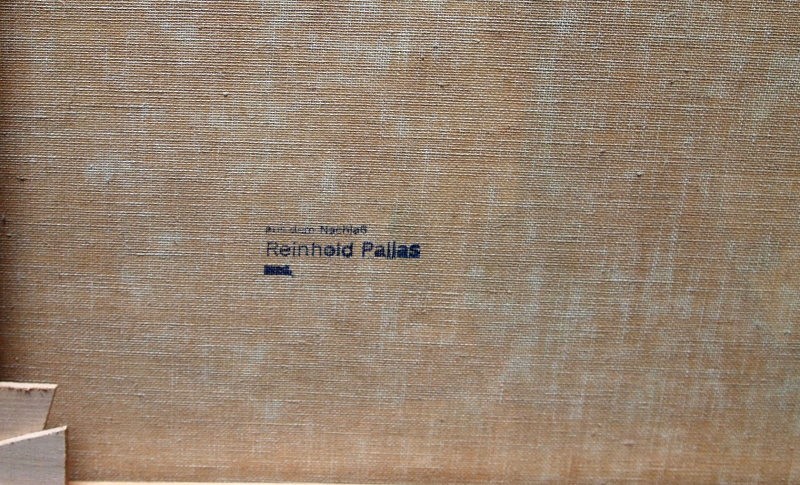 aus dem Nachlaß
Reinhold Pallas